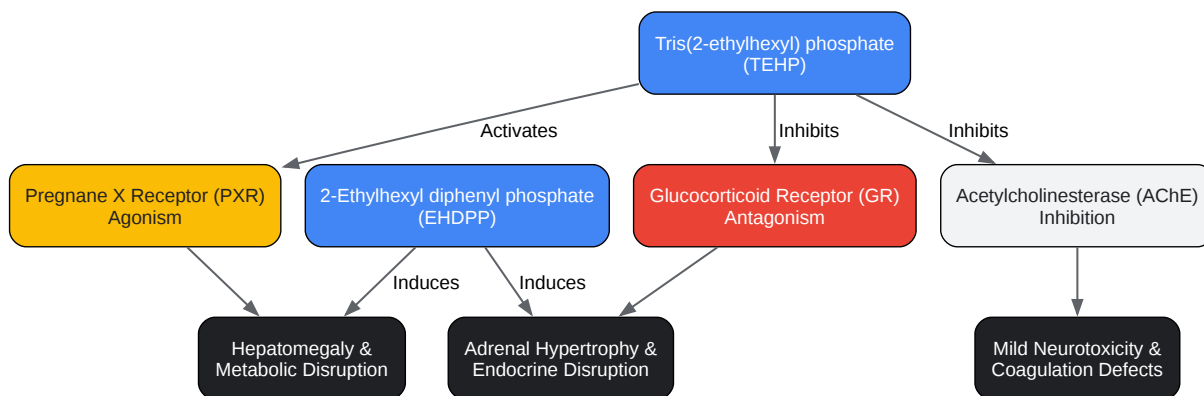 Tris(2-ethylhexyl) phosphate
(TEHP)
Activates
Inhibits
Inhibits
Pregnane X Receptor (PXR)
Agonism
2-Ethylhexyl diphenyl phosphate
(EHDPP)
Glucocorticoid Receptor (GR)
Antagonism
Acetylcholinesterase (AChE)
Inhibition
Induces
Induces
Hepatomegaly &
Metabolic Disruption
Adrenal Hypertrophy &
Endocrine Disruption
Mild Neurotoxicity &
Coagulation Defects